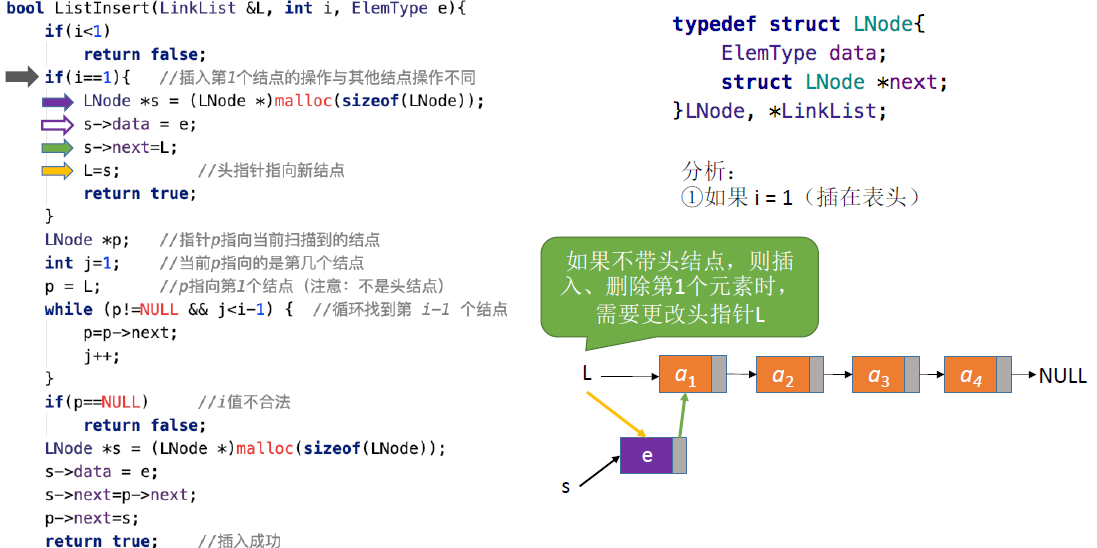 bool ListInsert(LinkList &L, int i, ElemType e){
if(i<1)
return false;
if(i==1){ //插入第1个结点的操作与其他结点操作不同
LNode *s = (LNode *)malloc(sizeof(LNode));
s->data = e;
s->next=L;
L=s; //头指针指向新结点
return true;
}
LNode *p; //指针p指向当前扫描到的结点
int j=1; //当前p指向的是第几个结点
p = L; //p指向第1个结点（注意：不是头结点）
while (p!=NULL && j<i-1) { //循环找到第 i-1 个结点
p=p->next;
j++;
}
if(p==NULL) //i值不合法
return false;
LNode *s = (LNode *)malloc(sizeof(LNode));
s->data = e;
s->next=p->next;
p->next=s;
return true; //插入成功
typedef struct LNode{
ElemType data;
struct LNode *next;
}LNode, *LinkList;
分析：
①如果 i = 1（插在表头）
如果不带头结点，则插
入、删除第1个元素时，
需要更改头指针L
L a1 a2 a3 a4 NULL
e
s